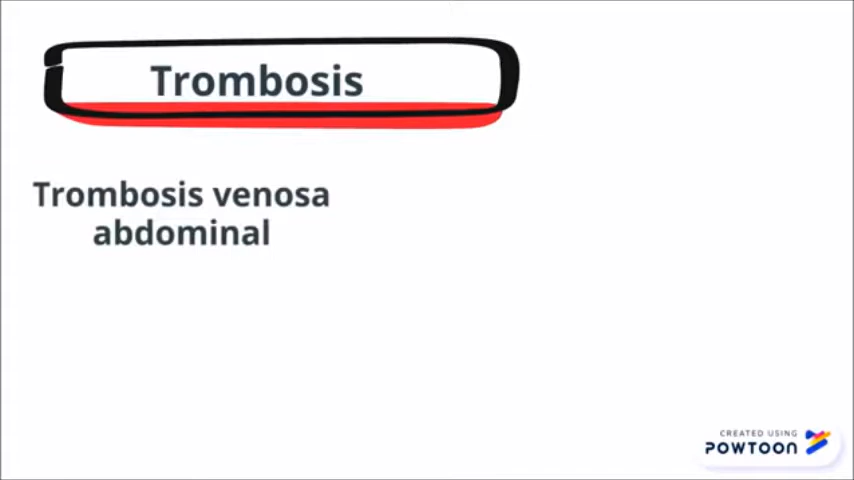 Trombosis
Trombosis venosa
abdominal
CREATED USING
POWTOON